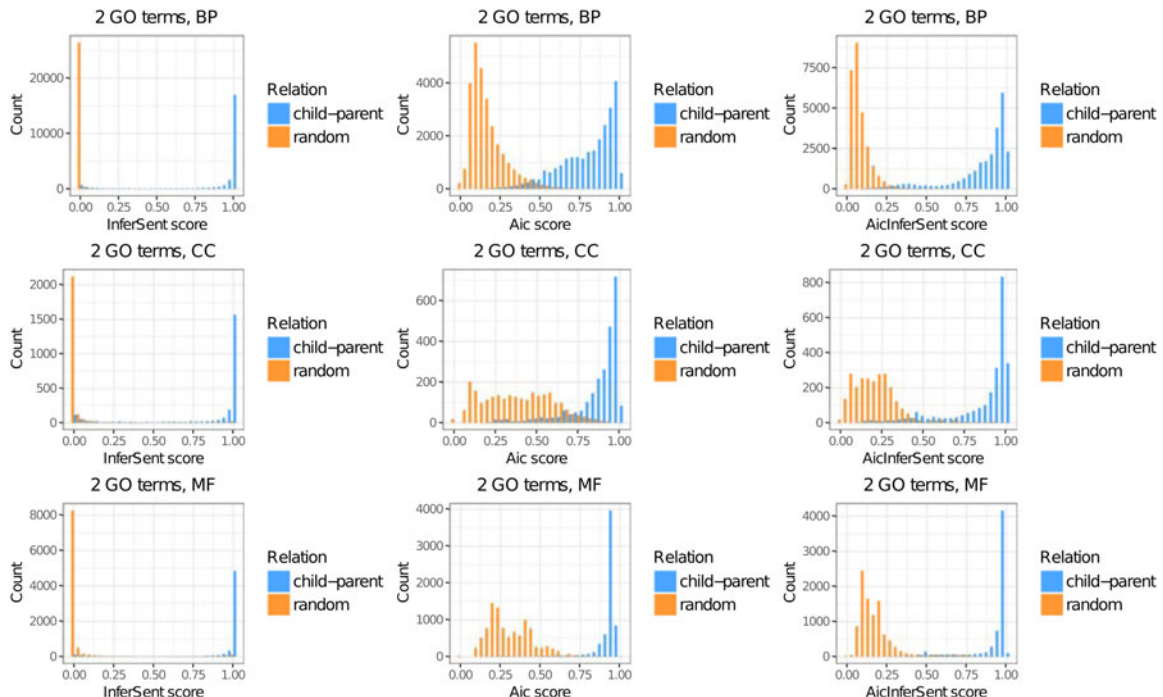 2 GO terms, BP
Count
20000
10000
0
0.00 0.25 0.50 0.75 1.00
InferSent score
Relation
child−parent
random
2 GO terms, BP
Count
4000
2000
0
0.00 0.25 0.50 0.75 1.00
Aic score
Relation
child−parent
random
2 GO terms, BP
Count
7500
5000
2500
0
0.00 0.25 0.50 0.75 1.00
AicInferSent score
Relation
child−parent
random
2 GO terms, CC
Count
2000
1500
1000
500
0
0.00 0.25 0.50 0.75 1.00
InferSent score
Relation
child−parent
random
2 GO terms, CC
Count
600
400
200
0
0.00 0.25 0.50 0.75 1.00
Aic score
Relation
child−parent
random
2 GO terms, CC
Count
800
600
400
200
0
0.00 0.25 0.50 0.75 1.00
AicInferSent score
Relation
child−parent
random
2 GO terms, MF
Count
8000
6000
4000
2000
0
0.00 0.25 0.50 0.75 1.00
InferSent score
Relation
child−parent
random
2 GO terms, MF
Count
4000
3000
2000
1000
0
0.00 0.25 0.50 0.75 1.00
Aic score
Relation
child−parent
random
2 GO terms, MF
Count
4000
3000
2000
1000
0
0.00 0.25 0.50 0.75 1.00
AicInferSent score
Relation
child−parent
random